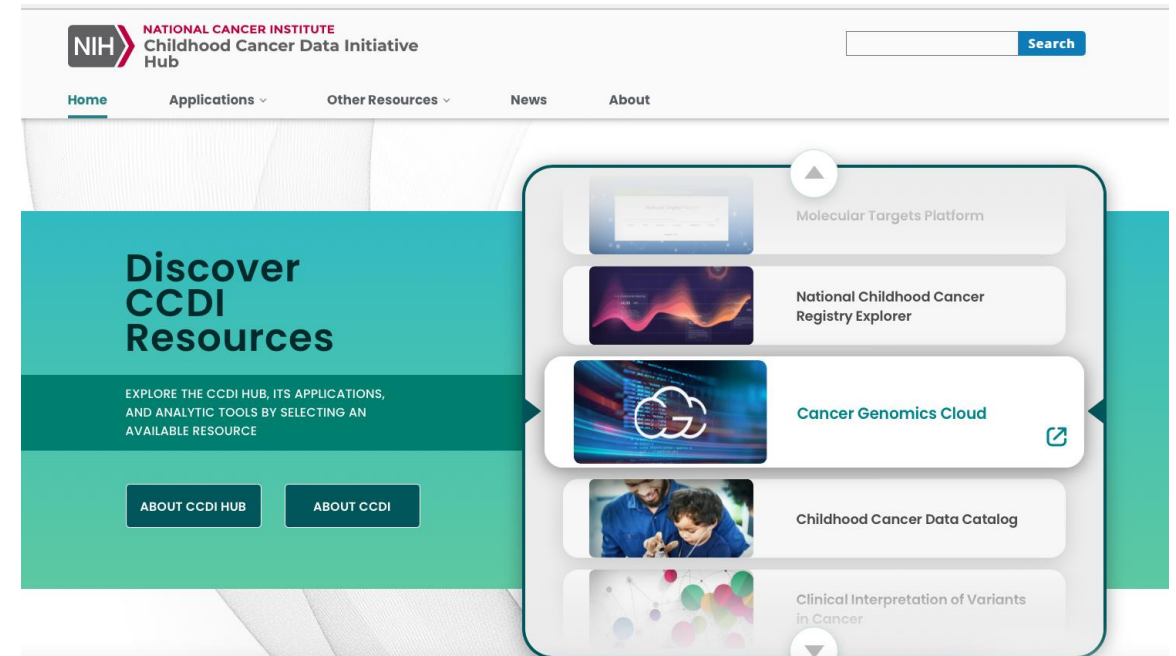 NIH
NATIONAL CANCER INSTITUTE
Childhood Cancer Data Initiative
Hub
Search
Home
Applications
Other Resources
News
About
Discover
CCDI
Resources
EXPLORE THE CCDI HUB, ITS APPLICATIONS,
AND ANALYTIC TOOLS BY SELECTING AN
AVAILABLE RESOURCE
ABOUT CCDI HUB
ABOUT CCDI
Molecular Targets Platform
National Childhood Cancer
Registry Explorer
Cancer Genomics Cloud
Childhood Cancer Data Catalog
Clinical Interpretation of Variants
in Cancer